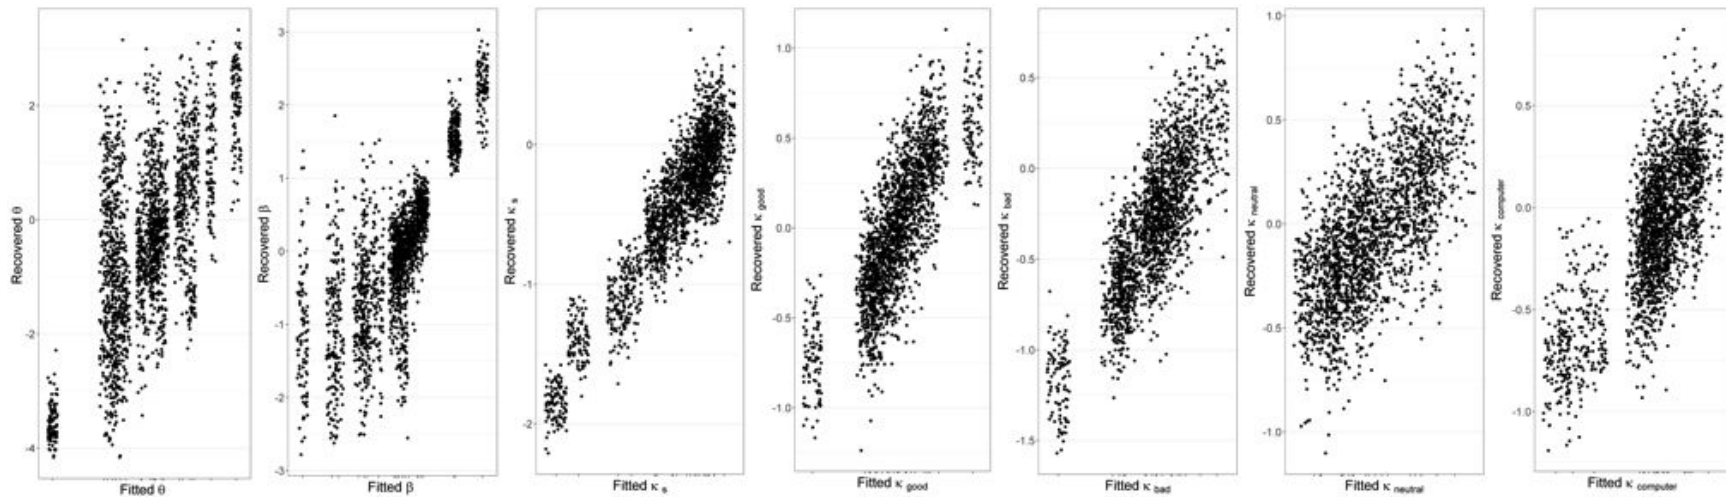 Recovered θ
2
0
-2
-4
Fitted θ
Recovered β
3
2
1
0
-1
-2
-3
Fitted β
Recovered κ s
0
-1
-2
Fitted κ s
Recovered κ good
1.0
0.5
0.0
-0.5
-1.0
Fitted κ good
Recovered κ bad
0.5
0.0
-0.5
-1.0
-1.5
Fitted κ bad
Recovered κ neutral
1.0
0.5
0.0
-0.5
-1.0
Fitted κ neutral
Recovered κ computer
0.5
0.0
-0.5
-1.0
Fitted κ computer